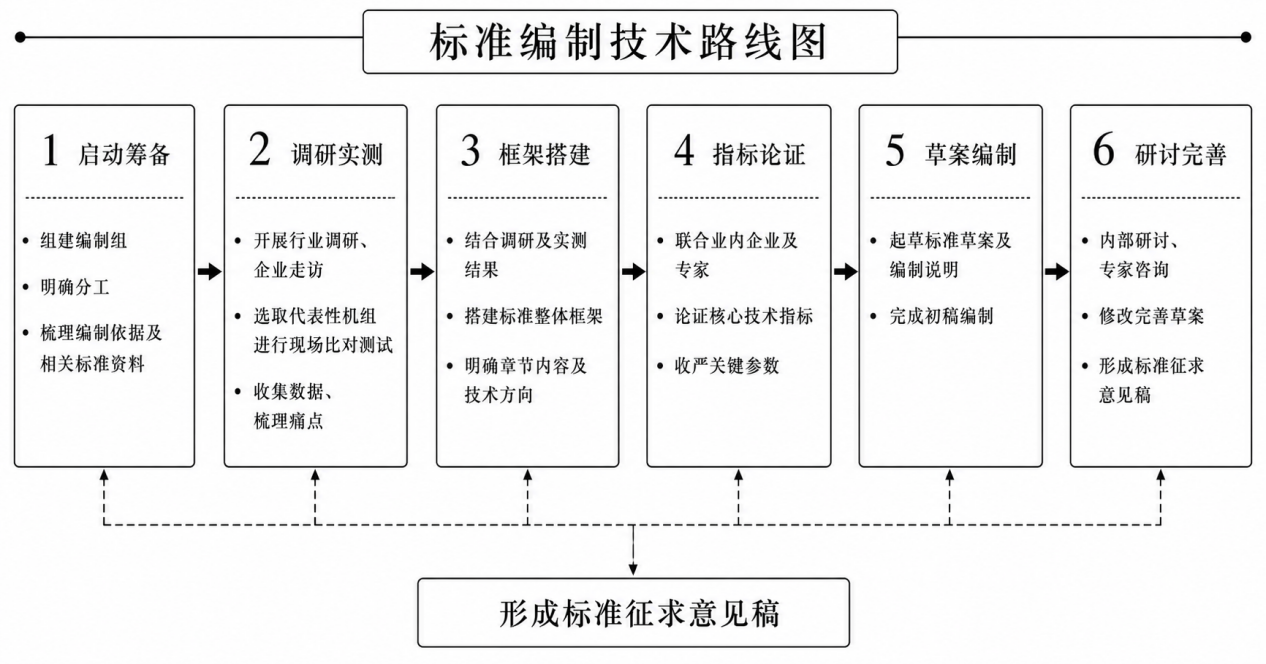 标准编制技术路线图
1 启动筹备
• 组建编制组
• 明确分工
• 梳理编制依据及
相关标准资料
2 调研实测
• 开展行业调研、
企业走访
• 选取代表性机组
进行现场比对测试
• 收集数据、
梳理痛点
3 框架搭建
• 结合调研及实测
结果
• 搭建标准整体框架
• 明确章节内容及
技术方向
4 指标论证
• 联合业内企业及
专家
• 论证核心技术指标
• 收严关键参数
5 草案编制
• 起草标准草案及
编制说明
• 完成初稿编制
6 研讨完善
• 内部研讨、
专家咨询
• 修改完善草案
• 形成标准征求
意见稿
形成标准征求意见稿